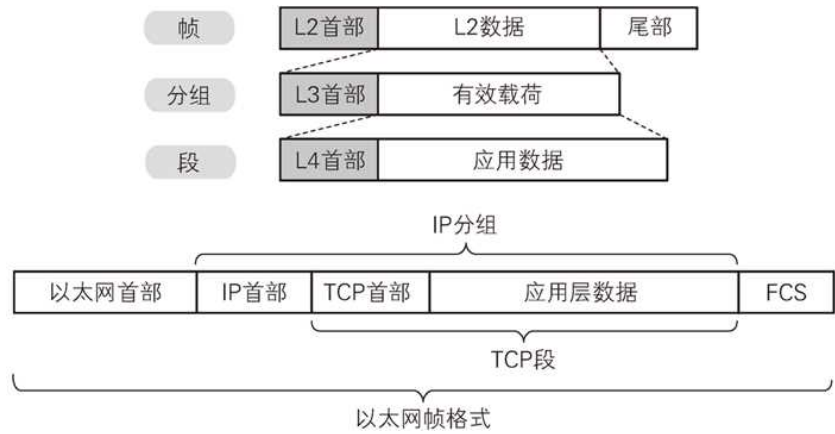 帧 L2首部 L2数据 尾部
分组 L3首部 有效载荷
段 L4首部 应用数据
IP分组
以太网首部 IP首部 TCP首部 应用层数据 FCS
TCP段
以太网帧格式